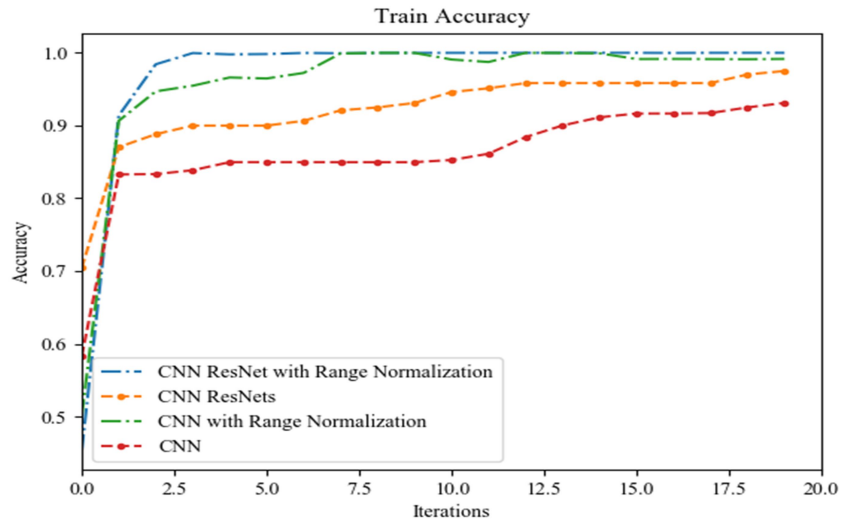 Train Accuracy
1.0
0.9
0.8
0.7
0.6
0.5
Accuracy
CNN ResNet with Range Normalization
CNN ResNets
CNN with Range Normalization
CNN
0.0 2.5 5.0 7.5 10.0 12.5 15.0 17.5 20.0
Iterations